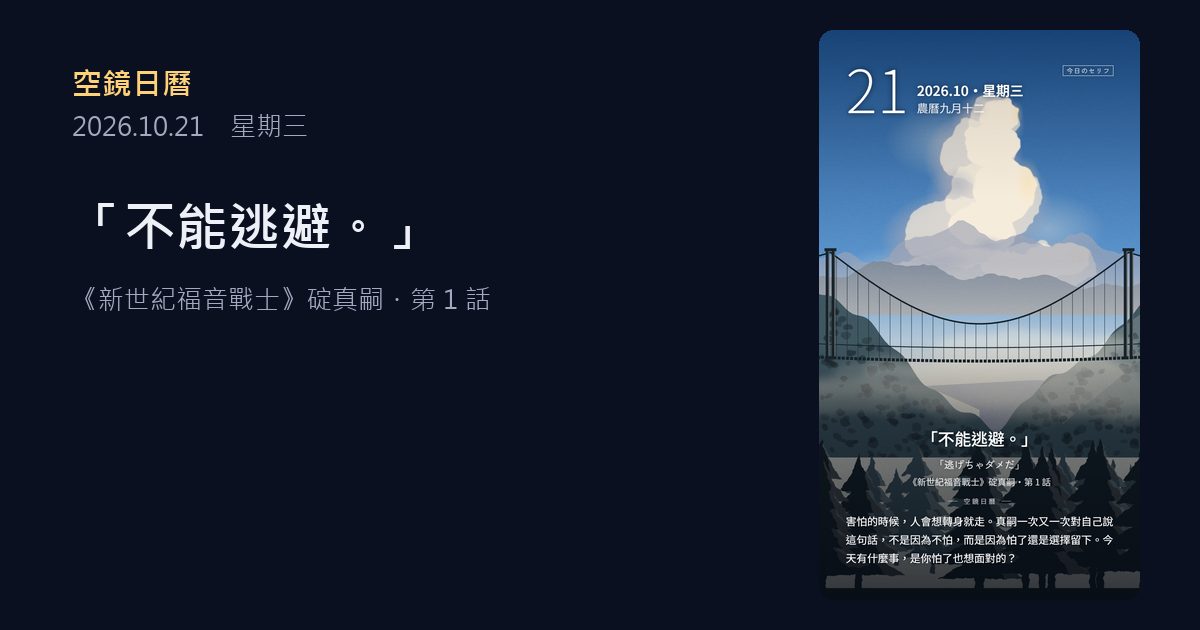 空鏡日曆
2026.10.21 星期三
「不能逃避。」
《新世紀福音戰士》碇真嗣·第 1 話
21
2026.10·星期三
農曆九月十二
今日のセリフ
「不能逃避。」
「逃げちゃダメだ」
《新世紀福音戰士》碇真嗣·第 1 話
空鏡日曆
害怕的時候，人會想轉身就走。真嗣一次又一次對自己說
這句話，不是因為不怕，而是因為怕了還是選擇留下。今
天有什麼事，是你怕了也想面對的？